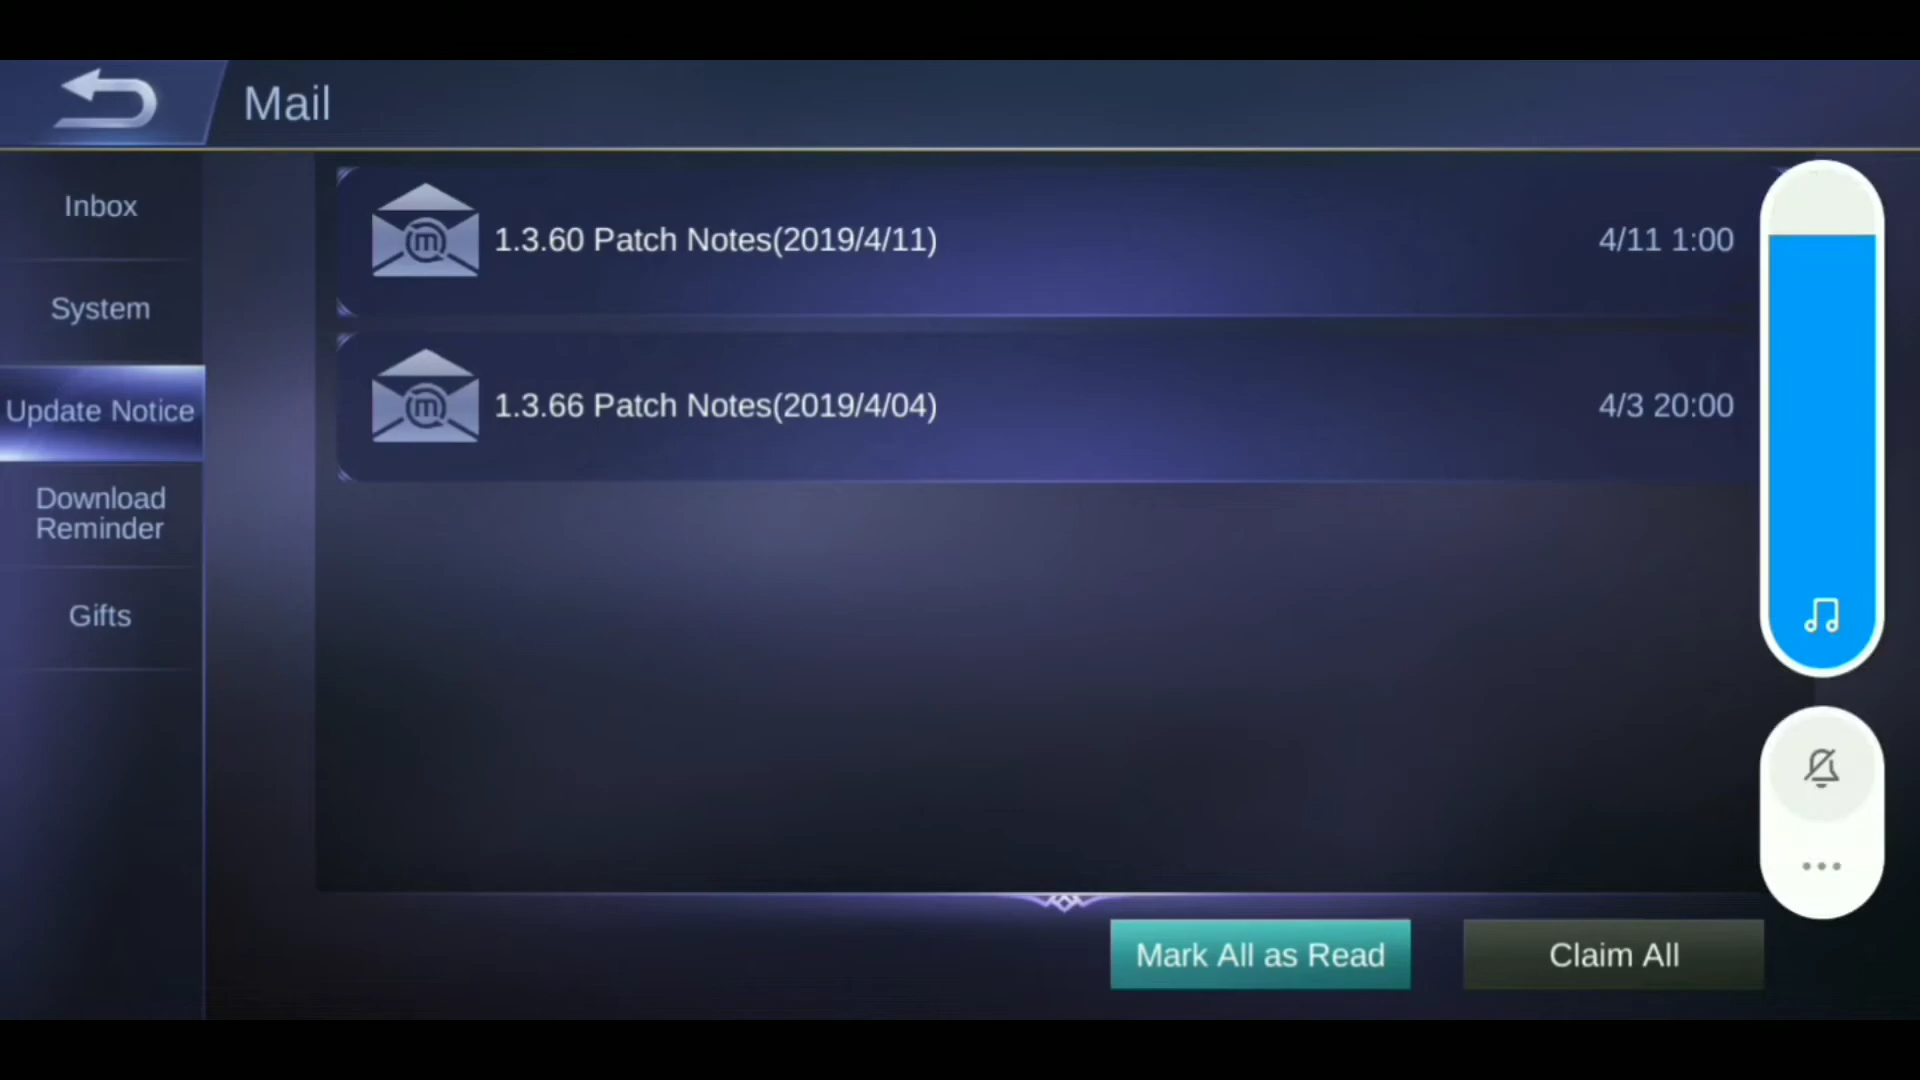 Mail
Inbox
System
Update Notice
Download
Reminder
Gifts
1.3.60 Patch Notes(2019/4/11)
4/11 1:00
1.3.66 Patch Notes(2019/4/04)
4/3 20:00
Mark All as Read
Claim All